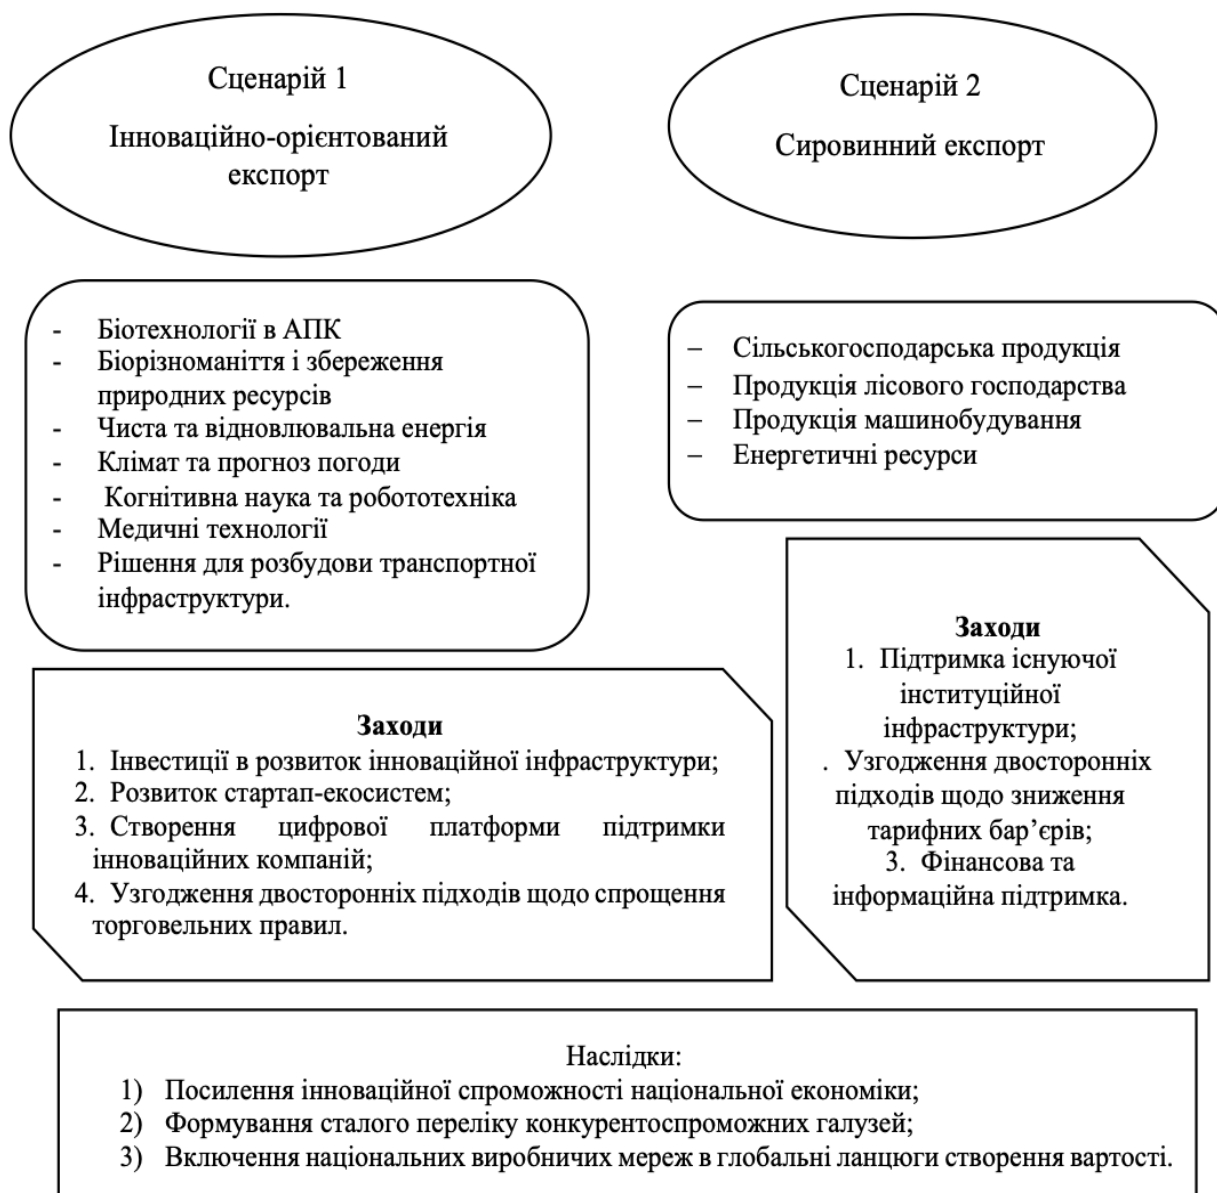 Сценарій 1
Інноваційно-орієнтований
експорт
Сценарій 2
Сировинний експорт
- Біотехнології в АПК
- Біорізноманіття і збереження
природних ресурсів
- Чиста та відновлювальна енергія
- Клімат та прогноз погоди
- Когнітивна наука та робототехніка
- Медичні технології
- Рішення для розбудови транспортної
інфраструктури.
– Сільськогосподарська продукція
– Продукція лісового господарства
– Продукція машинобудування
– Енергетичні ресурси
Заходи
1. Інвестиції в розвиток інноваційної інфраструктури;
2. Розвиток стартап-екосистем;
3. Створення цифрової платформи підтримки
інноваційних компаній;
4. Узгодження двосторонніх підходів щодо спрощення
торговельних правил.
Заходи
1. Підтримка існуючої
інституційної
інфраструктури;
. Узгодження двосторонніх
підходів щодо зниження
тарифних бар’єрів;
3. Фінансова та
інформаційна підтримка.
Наслідки:
1) Посилення інноваційної спроможності національної економіки;
2) Формування сталого переліку конкурентоспроможних галузей;
3) Включення національних виробничих мереж в глобальні ланцюги створення вартості.